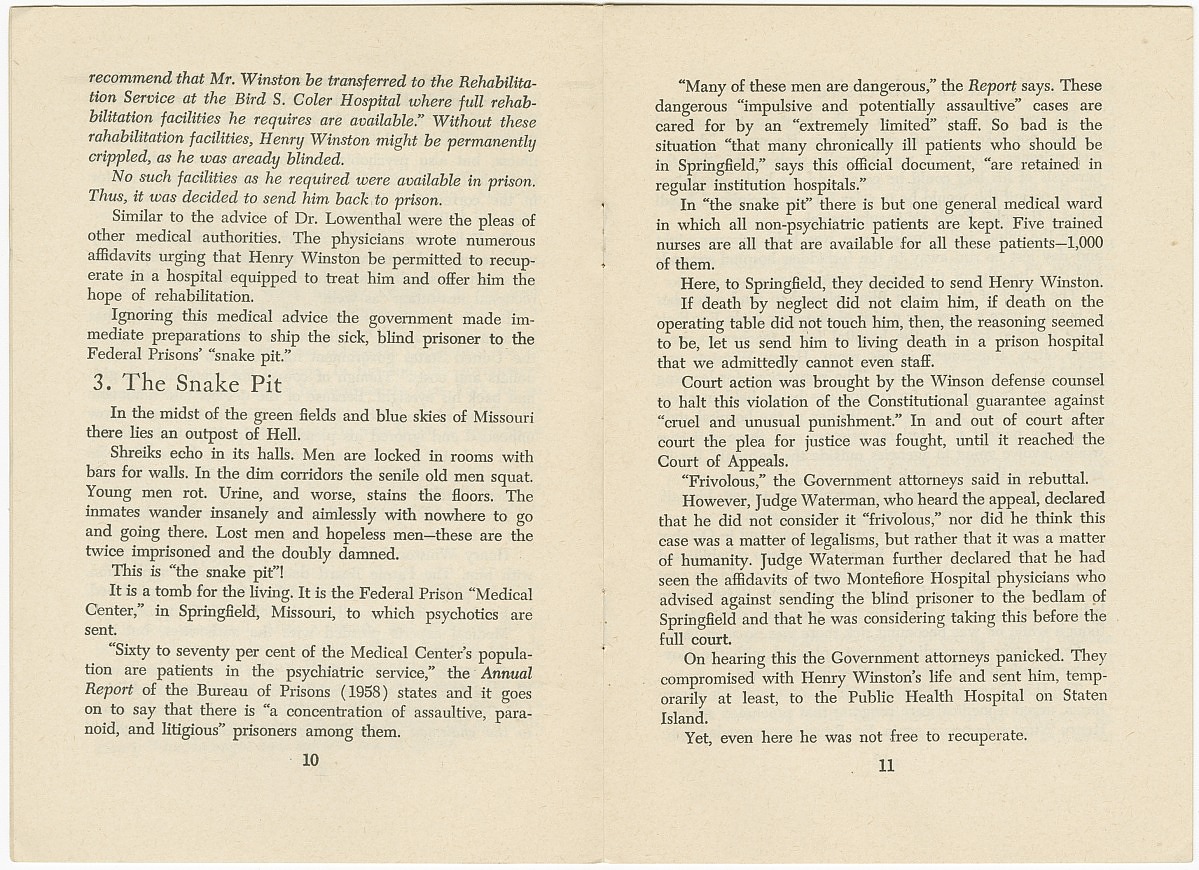 recommend that Mr. Winston be transferred to the Rehabilita-
tion Service at the Bird S. Coler Hospital where full rehab-
bilitation facilities he requires are available.” Without these
rahabilitation facilities, Henry Winston might be permanently
crippled, as he was aready blinded.
No such facilities as he required were available in prison.
Thus, it was decided to send him back to prison.
Similar to the advice of Dr. Lowenthal were the pleas of
other medical authorities. The physicians wrote numerous
affidavits urging that Henry Winston be permitted to recup-
erate in a hospital equipped to treat him and offer him the
hope of rehabilitation.
Ignoring this medical advice the government made im-
mediate preparations to ship the sick, blind prisoner to the
Federal Prisons’ “snake pit.”
3. The Snake Pit
In the midst of the green fields and blue skies of Missouri
there lies an outpost of Hell.
Shreiks echo in its halls. Men are locked in rooms with
bars for walls. In the dim corridors the senile old men squat.
Young men rot. Urine, and worse, stains the floors. The
inmates wander insanely and aimlessly with nowhere to go
and going there. Lost men and hopeless men—these are the
twice imprisoned and the doubly damned.
This is “the snake pit”!
It is a tomb for the living. It is the Federal Prison “Medical
Center,” in Springfield, Missouri, to which psychotics are
sent.
“Sixty to seventy per cent of the Medical Center’s popula-
tion are patients in the psychiatric service,” the Annual
Report of the Bureau of Prisons (1958) states and it goes
on to say that there is “a concentration of assaultive, para-
noid, and litigious” prisoners among them.
10
“Many of these men are dangerous,” the Report says. These
dangerous “impulsive and potentially assaultive” cases are
cared for by an “extremely limited” staff. So bad is the
situation “that many chronically ill patients who should be
in Springfield,” says this official document, “are retained in
regular institution hospitals.”
In “the snake pit” there is but one general medical ward
in which all non-psychiatric patients are kept. Five trained
nurses are all that are available for all these patients—1,000
of them.
Here, to Springfield, they decided to send Henry Winston.
If death by neglect did not claim him, if death on the
operating table did not touch him, then, the reasoning seemed
to be, let us send him to living death in a prison hospital
that we admittedly cannot even staff.
Court action was brought by the Winson defense counsel
to halt this violation of the Constitutional guarantee against
“cruel and unusual punishment.” In and out of court after
court the plea for justice was fought, until it reached the
Court of Appeals.
“Frivolous,” the Government attorneys said in rebuttal.
However, Judge Waterman, who heard the appeal, declared
that he did not consider it “frivolous,” nor did he think this
case was a matter of legalisms, but rather that it was a matter
of humanity. Judge Waterman further declared that he had
seen the affidavits of two Montefiore Hospital physicians who
advised against sending the blind prisoner to the bedlam of
Springfield and that he was considering taking this before the
full court.
On hearing this the Government attorneys panicked. They
compromised with Henry Winston’s life and sent him, temp-
orarily at least, to the Public Health Hospital on Staten
Island.
Yet, even here he was not free to recuperate.
11